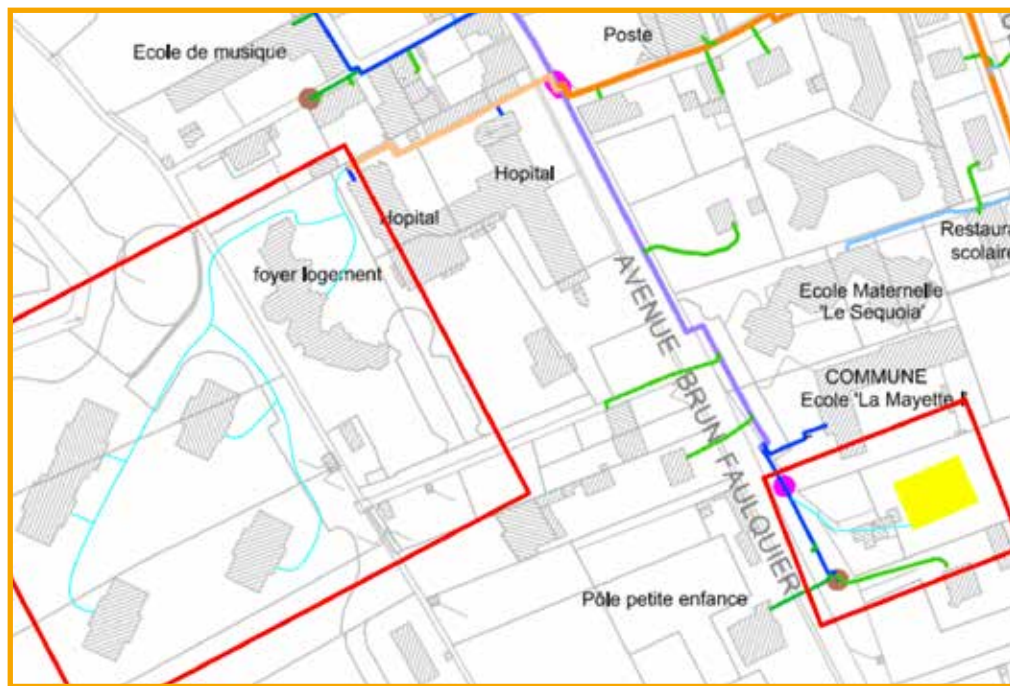 Ecole de musique
Poste
Hopital
Hopital
foyer logement
AVENUE BRUN FAULQUIER
Restaura
scolaire
Ecole Maternelle
'Le Sequoia'
COMMUNE
Ecole 'La Mayette I'
Pôle petite enfance